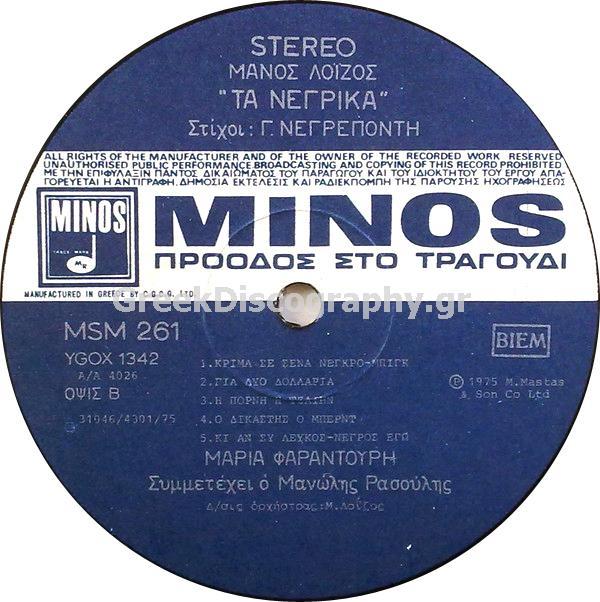 STEREO
ΜΑΝΟΣ ΛΟΪΖΟΣ
"ΤΑ ΝΕΓΡΙΚΑ"
Στίχοι: Γ. ΝΕΓΡΕΠΟΝΤΗ
ALL RIGHTS OF THE MANUFACTURER AND OF THE OWNER OF THE RECORDED WORK RESERVED
UNAUTHORISED PUBLIC PERFORMANCE BROADCASTING AND COPYING OF THIS RECORD PROHIBITED
ΜΕ ΤΗΝ ΕΠΙΦΥΛΑΞΙΝ ΠΑΝΤΟΣ ΔΙΚΑΙΩΜΑΤΟΣ ΤΟΥ ΠΑΡΑΓΩΓΟΥ ΚΑΙ ΤΟΥ ΙΔΙΟΚΤΗΤΟΥ ΤΟΥ ΕΡΓΟΥ ΑΠΑ-
ΓΟΡΕΥΕΤΑΙ Η ΑΝΤΙΓΡΑΦΗ, ΔΗΜΟΣΙΑ ΕΚΤΕΛΕΣΙΣ ΚΑΙ ΡΑΔΙΕΚΠΟΜΠΗ ΤΗΣ ΠΑΡΟΥΣΗΣ ΗΧΟΓΡΑΦΗΣΕΩΣ
MINOS
TRADE MARK
MINOS
ΠΡΟΟΔΟΣ ΣΤΟ ΤΡΑΓΟΥΔΙ
MANUFACTURED IN GREECE BY C.G.C.G. LTD
GreekDiscography.gr
MSM 261
YGOX 1342
A/A 4026
ΟΨΙΣ Β
31046/4301/75
BIEM
℗ 1975 M.Mastas
& Son Co Ltd
1.ΚΡΙΜΑ ΣΕ ΣΕΝΑ ΝΕΓΚΡΟ-ΜΠΙΓΚ
2.ΓΙΑ ΔΥΟ ΔΟΛΛΑΡΙΑ
3.Η ΠΟΡΝΗ Η ΤΕΛΙΗΝ
4.Ο ΔΙΚΑΣΤΗΣ Ο ΜΠΕΡΝΤ
5.ΚΙ ΑΝ ΣΥ ΛΕΥΚΟΣ-ΝΕΓΡΟΣ ΕΓΩ
ΜΑΡΙΑ ΦΑΡΑΝΤΟΥΡΗ
Συμμετέχει ὁ Μανώλης Ρασούλης
Δ/σις ὀρχήστρας:Μ.Λοΐζος